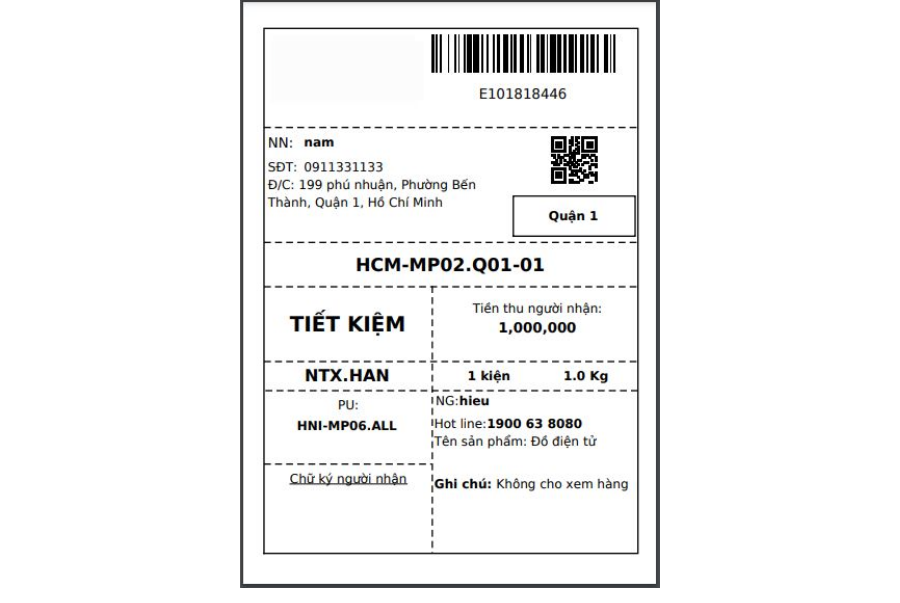 E101818446
NN: nam
SĐT: 0911331133
Đ/C: 199 phú nhuận, Phường Bến
Thành, Quận 1, Hồ Chí Minh
Quận 1
HCM-MP02.Q01-01
TIẾT KIỆM
Tiền thu người nhận:
1,000,000
NTX.HAN
1 kiện 1.0 Kg
PU:
HNI-MP06.ALL
NG:hieu
Hot line:1900 63 8080
Tên sản phẩm: Đồ điện tử
Chữ ký người nhận
Ghi chú: Không cho xem hàng